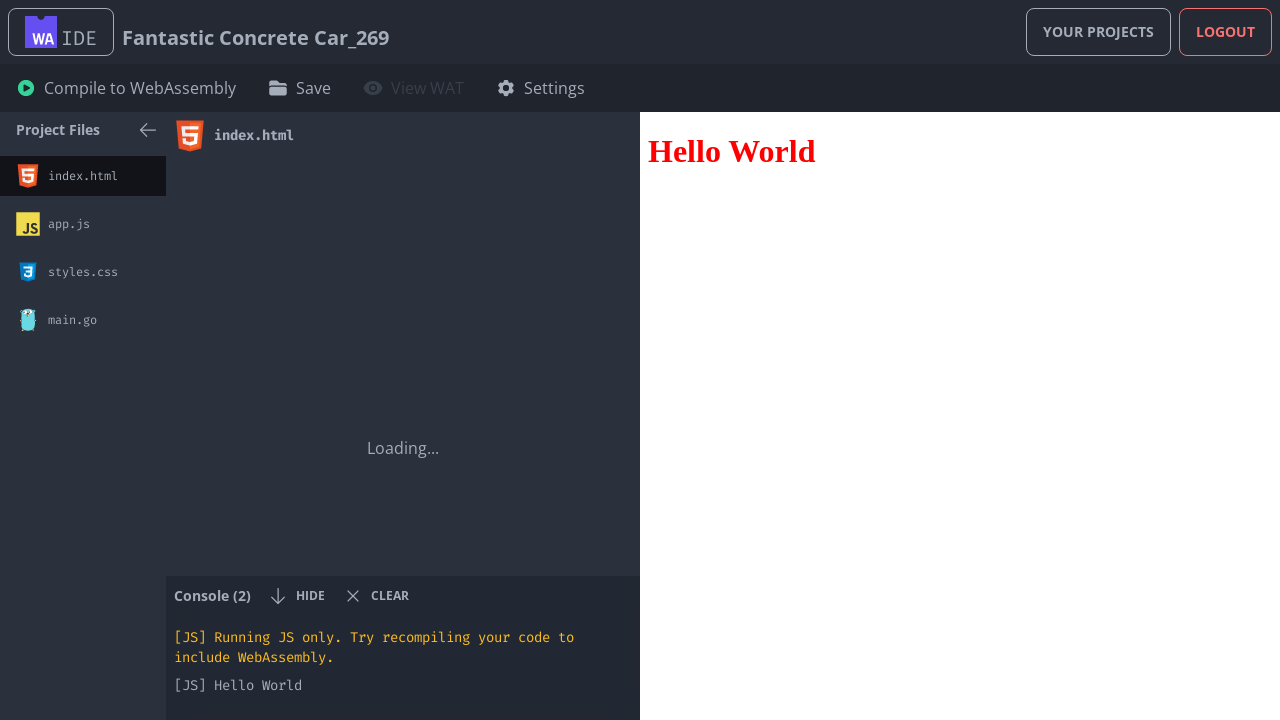 WA IDE
Fantastic Concrete Car_269
YOUR PROJECTS
LOGOUT
Compile to WebAssembly
Save
View WAT
Settings
Project Files
index.html
JS app.js
styles.css
main.go
index.html
Loading...
Console (2)
HIDE
CLEAR
[JS] Running JS only. Try recompiling your code to
include WebAssembly.
[JS] Hello World
Hello World